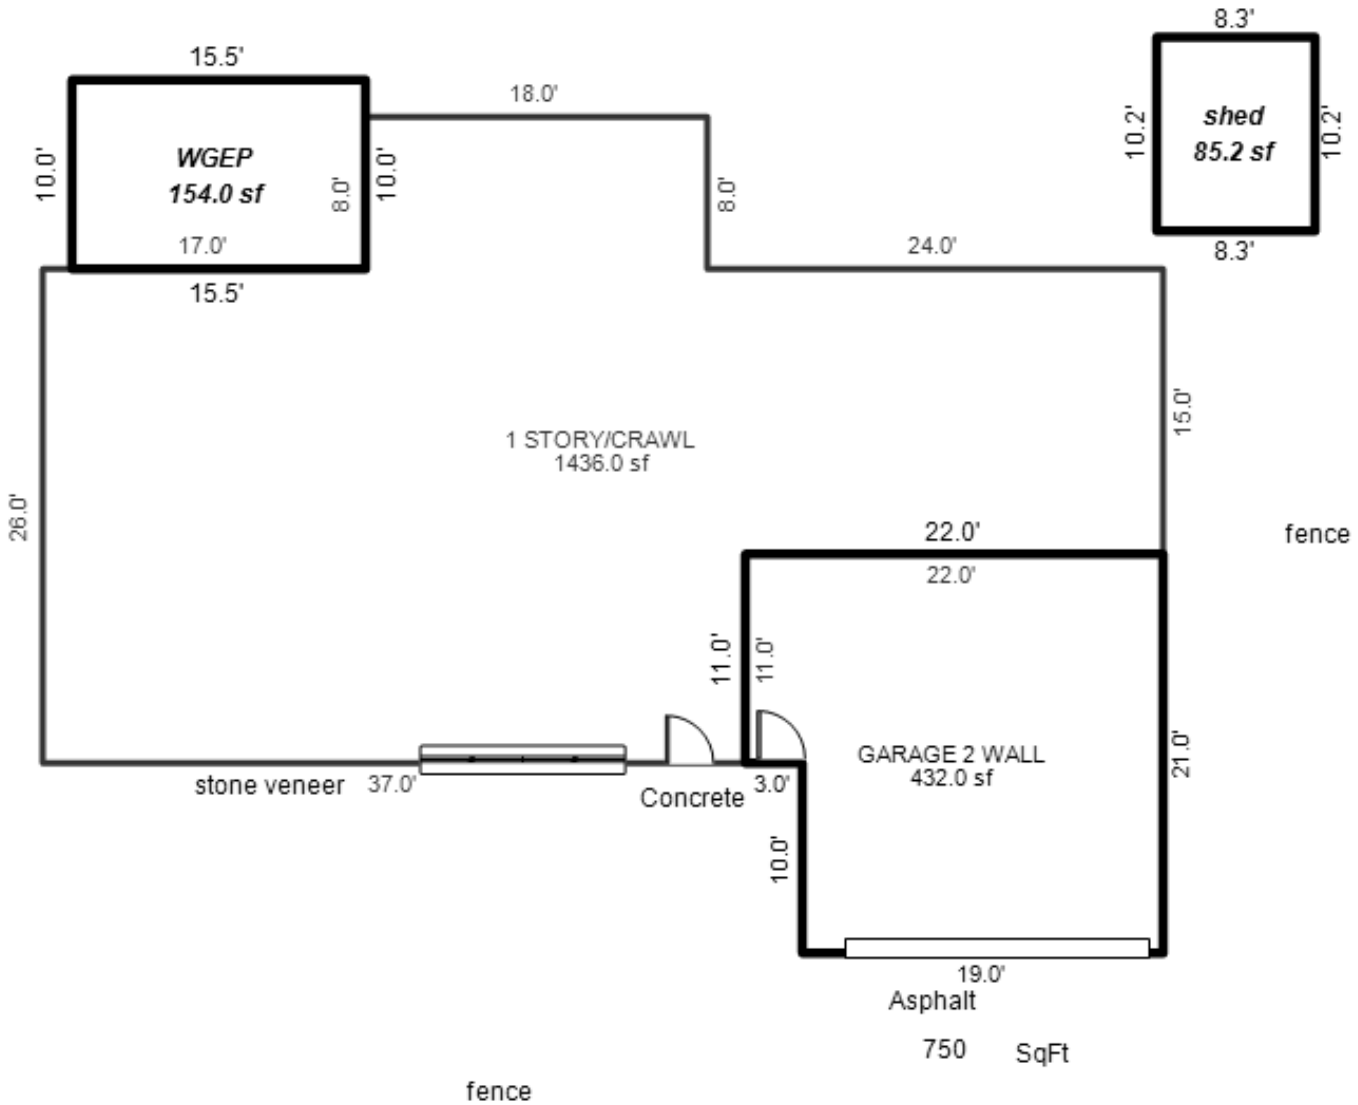 8.3'
15.5'
18.0'
10.0'
WGEP
154.0 sf
8.0'
10.0'
8.0'
10.2'
shed
85.2 sf
10.2'
17.0'
24.0'
8.3'
15.5'
15.0'
1 STORY/CRAWL
1436.0 sf
26.0'
22.0'
fence
22.0'
11.0'
11.0'
GARAGE 2 WALL
432.0 sf
21.0'
stone veneer
37.0'
Concrete
3.0'
10.0'
19.0'
Asphalt
750 SqFt
fence